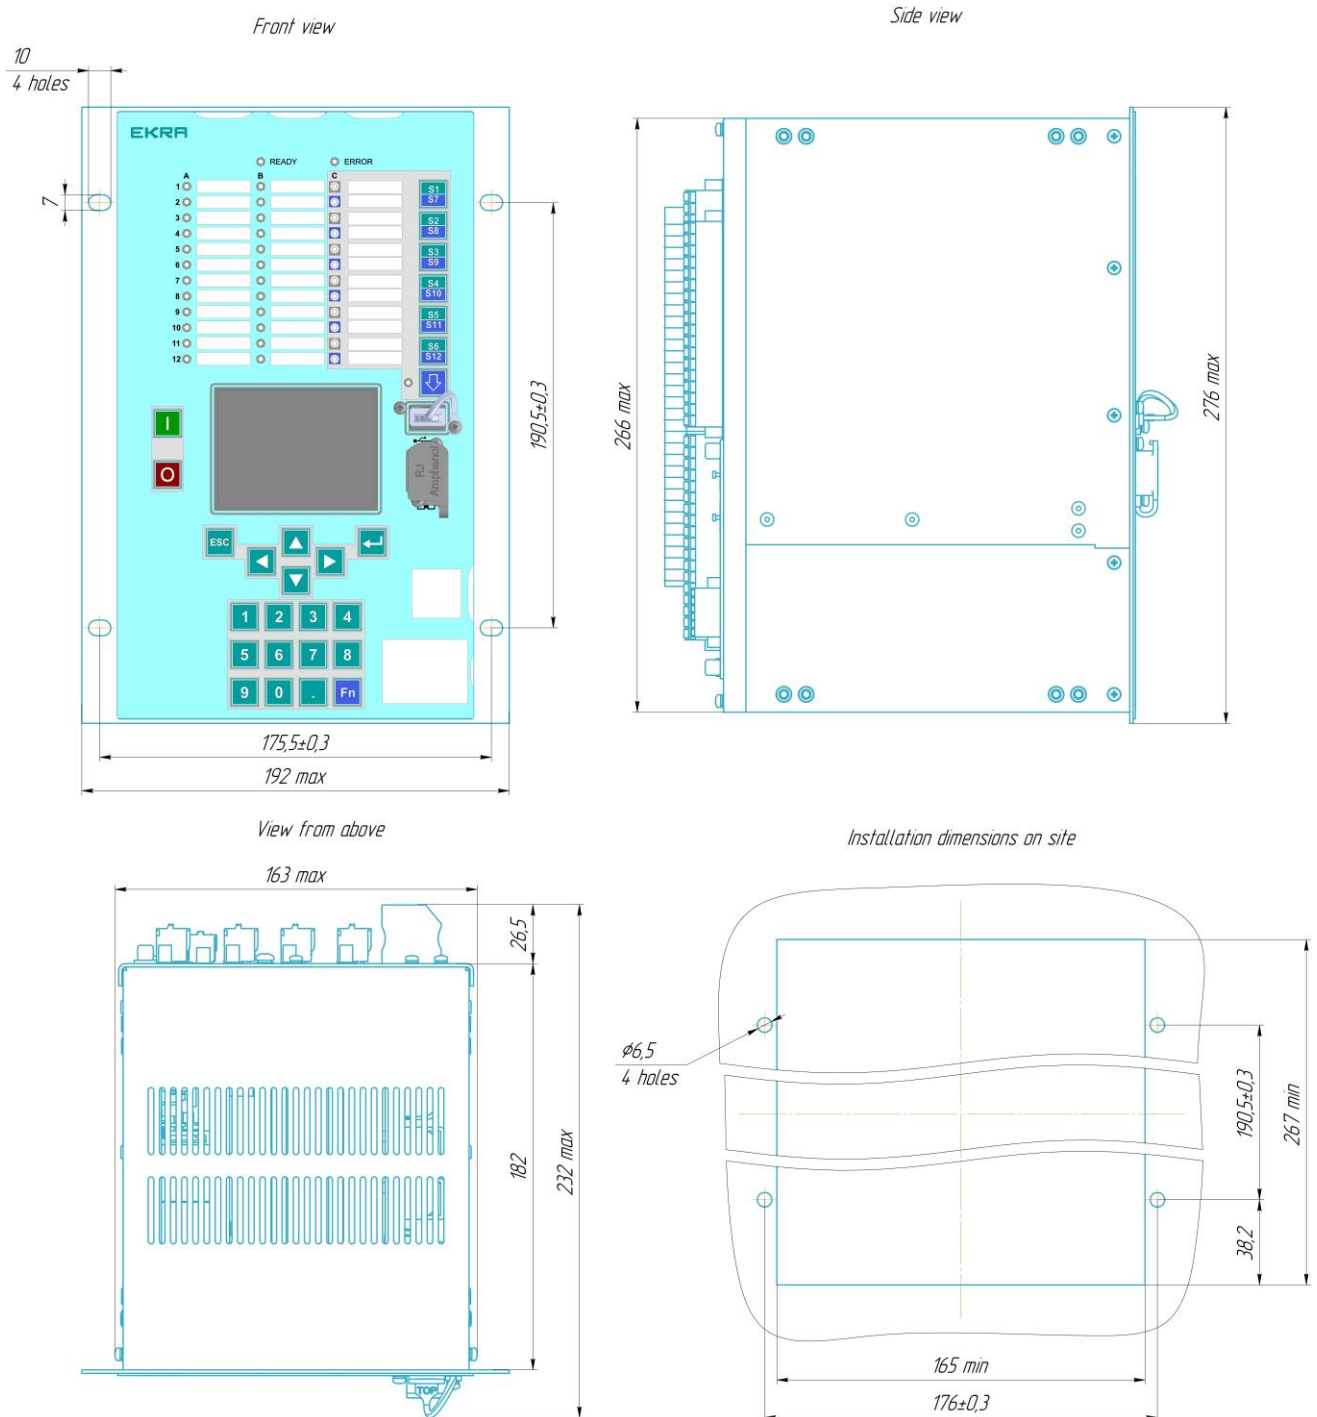 Front view
Side view
10
4 holes
7
EKRA
READY
ERROR
A
B
C
1
2
3
4
5
6
7
8
9
10
11
12
S1
S7
S2
S8
S3
S9
S4
S10
S5
S11
S6
S12
I
O
RJ
Amphenol
ESC
1 2 3 4
5 6 7 8
9 0 . Fn
190,5±0,3
175,5±0,3
192 max
266 max
276 max
View from above
163 max
26,5
182
232 max
TOP
Installation dimensions on site
ϕ6,5
4 holes
190,5±0,3
267 min
38,2
165 min
176±0,3